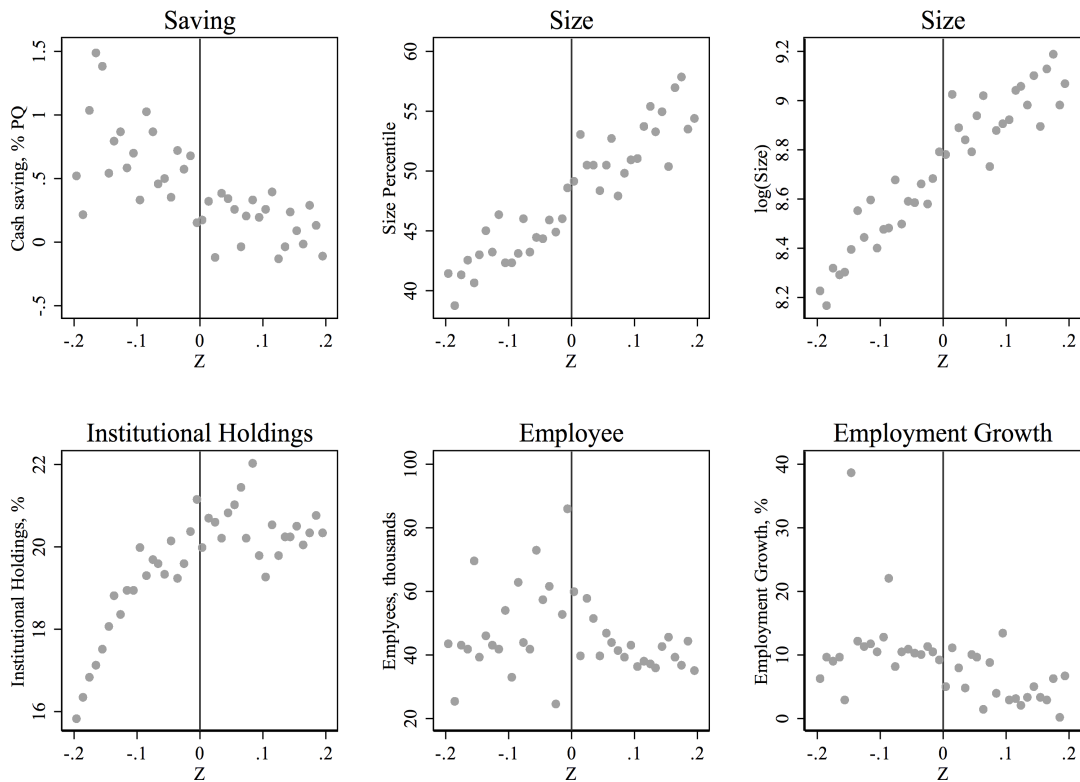 Saving
Cash saving, % PQ
1.5
1
.5
0
-.5
-.2 -.1 0 .1 .2
Z
Size
Size Percentile
60
55
50
45
40
-.2 -.1 0 .1 .2
Z
Size
log(Size)
9.2
9
8.8
8.6
8.4
8.2
-.2 -.1 0 .1 .2
Z
Institutional Holdings
Institutional Holdings, %
22
20
18
16
-.2 -.1 0 .1 .2
Z
Employee
Emplyees, thousands
100
80
60
40
20
-.2 -.1 0 .1 .2
Z
Employment Growth
Employment Growth, %
40
30
20
10
0
-.2 -.1 0 .1 .2
Z